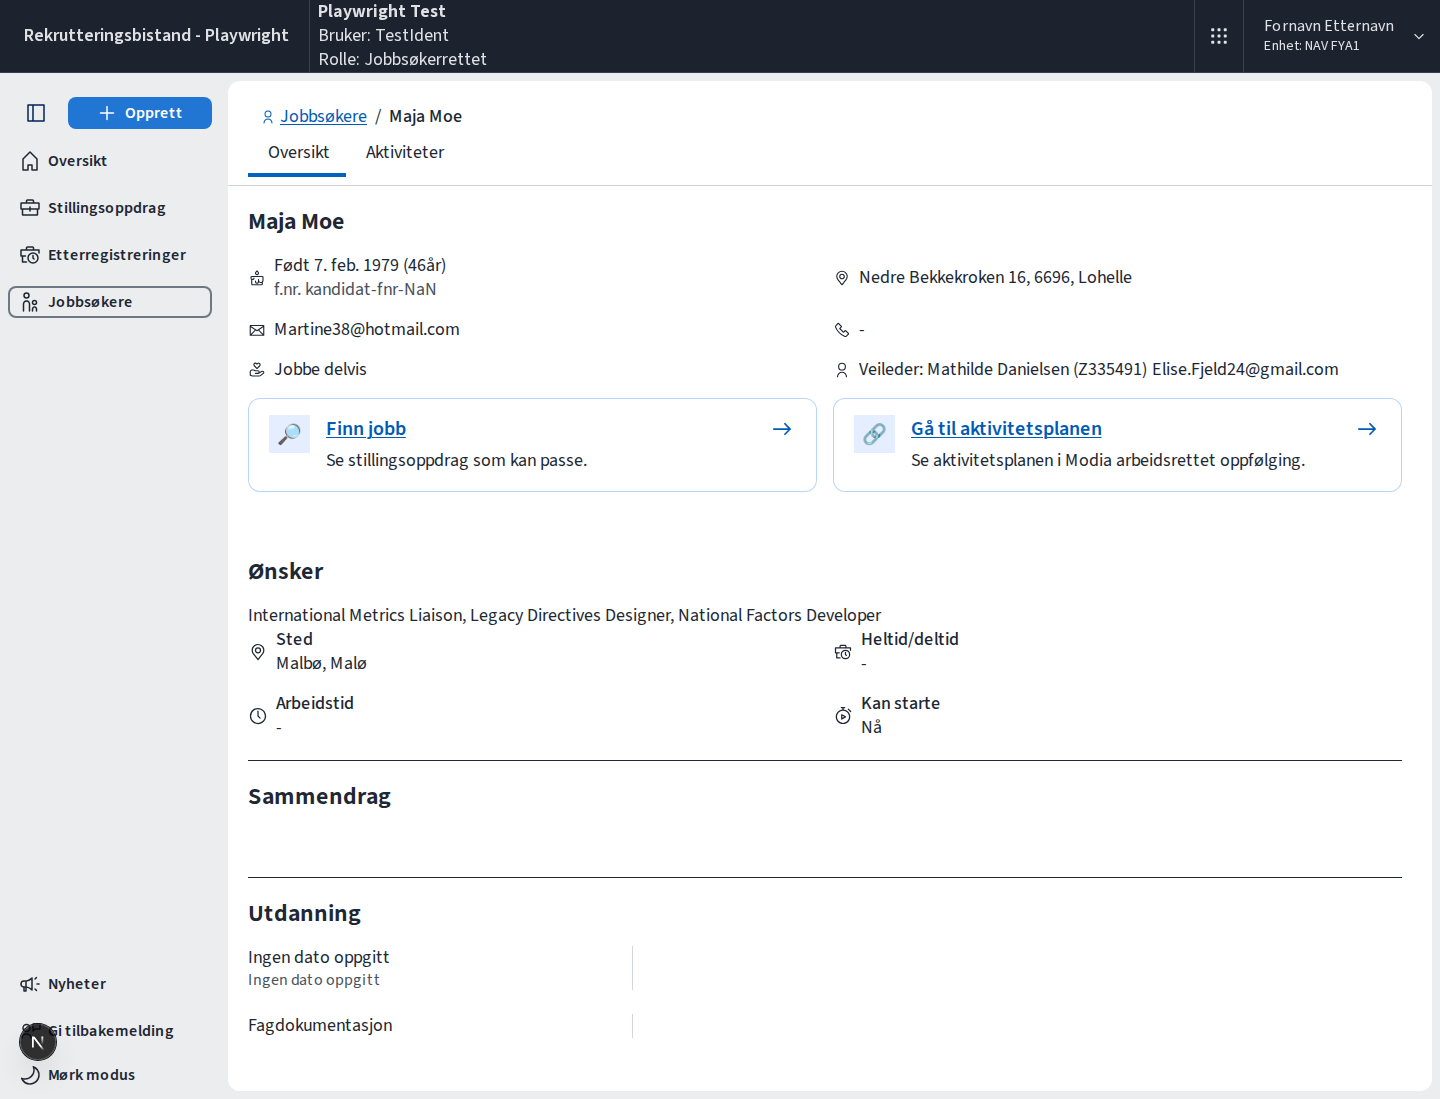 Rekrutteringsbistand - Playwright
Playwright Test
Bruker: TestIdent
Rolle: Jobbsøkerrettet
Fornavn Etternavn
Enhet: NAV FYA1
Opprett
Oversikt
Stillingsoppdrag
Etterregistreringer
Jobbsøkere
Nyheter
Gi tilbakemelding
N
Mørk modus
Jobbsøkere / Maja Moe
Oversikt Aktiviteter
Maja Moe
Født 7. feb. 1979 (46år)
f.nr. kandidat-fnr-NaN
Nedre Bekkekroken 16, 6696, Lohelle
Martine38@hotmail.com
-
Jobbe delvis
Veileder: Mathilde Danielsen (Z335491) Elise.Fjeld24@gmail.com
Finn jobb
Se stillingsoppdrag som kan passe.
Gå til aktivitetsplanen
Se aktivitetsplanen i Modia arbeidsrettet oppfølging.
Ønsker
International Metrics Liaison, Legacy Directives Designer, National Factors Developer
Sted
Malbø, Malø
Heltid/deltid
-
Arbeidstid
-
Kan starte
Nå
Sammendrag
Utdanning
Ingen dato oppgitt
Ingen dato oppgitt
Fagdokumentasjon